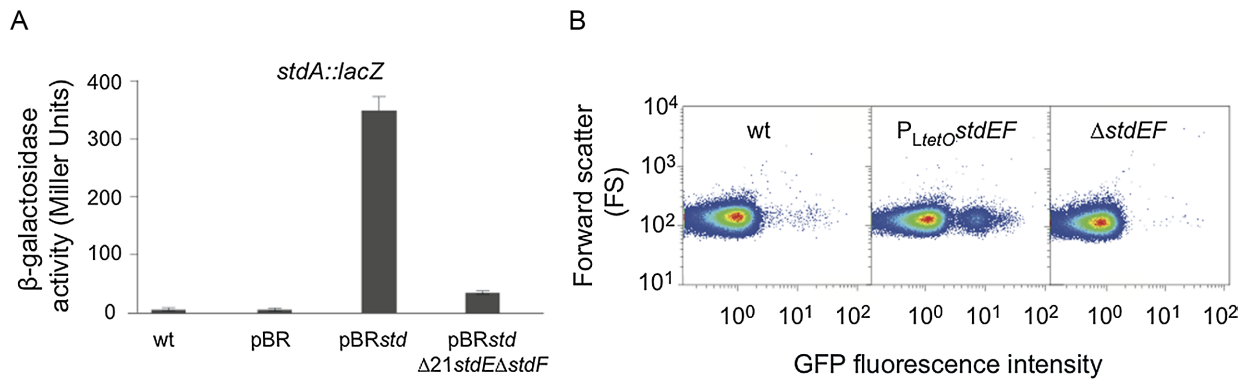 A
stdA::lacZ
β-galactosidase
activity (Miller Units)
400
300
200
100
0
wt
pBR
pBRstd
pBRstd
Δ21stdEΔstdF
B
Forward scatter
(FS)
10⁴
10³
10²
10¹
wt
PLtetOstdEF
ΔstdEF
10⁰ 10¹ 10² 10⁰ 10¹ 10² 10⁰ 10¹ 10²
GFP fluorescence intensity